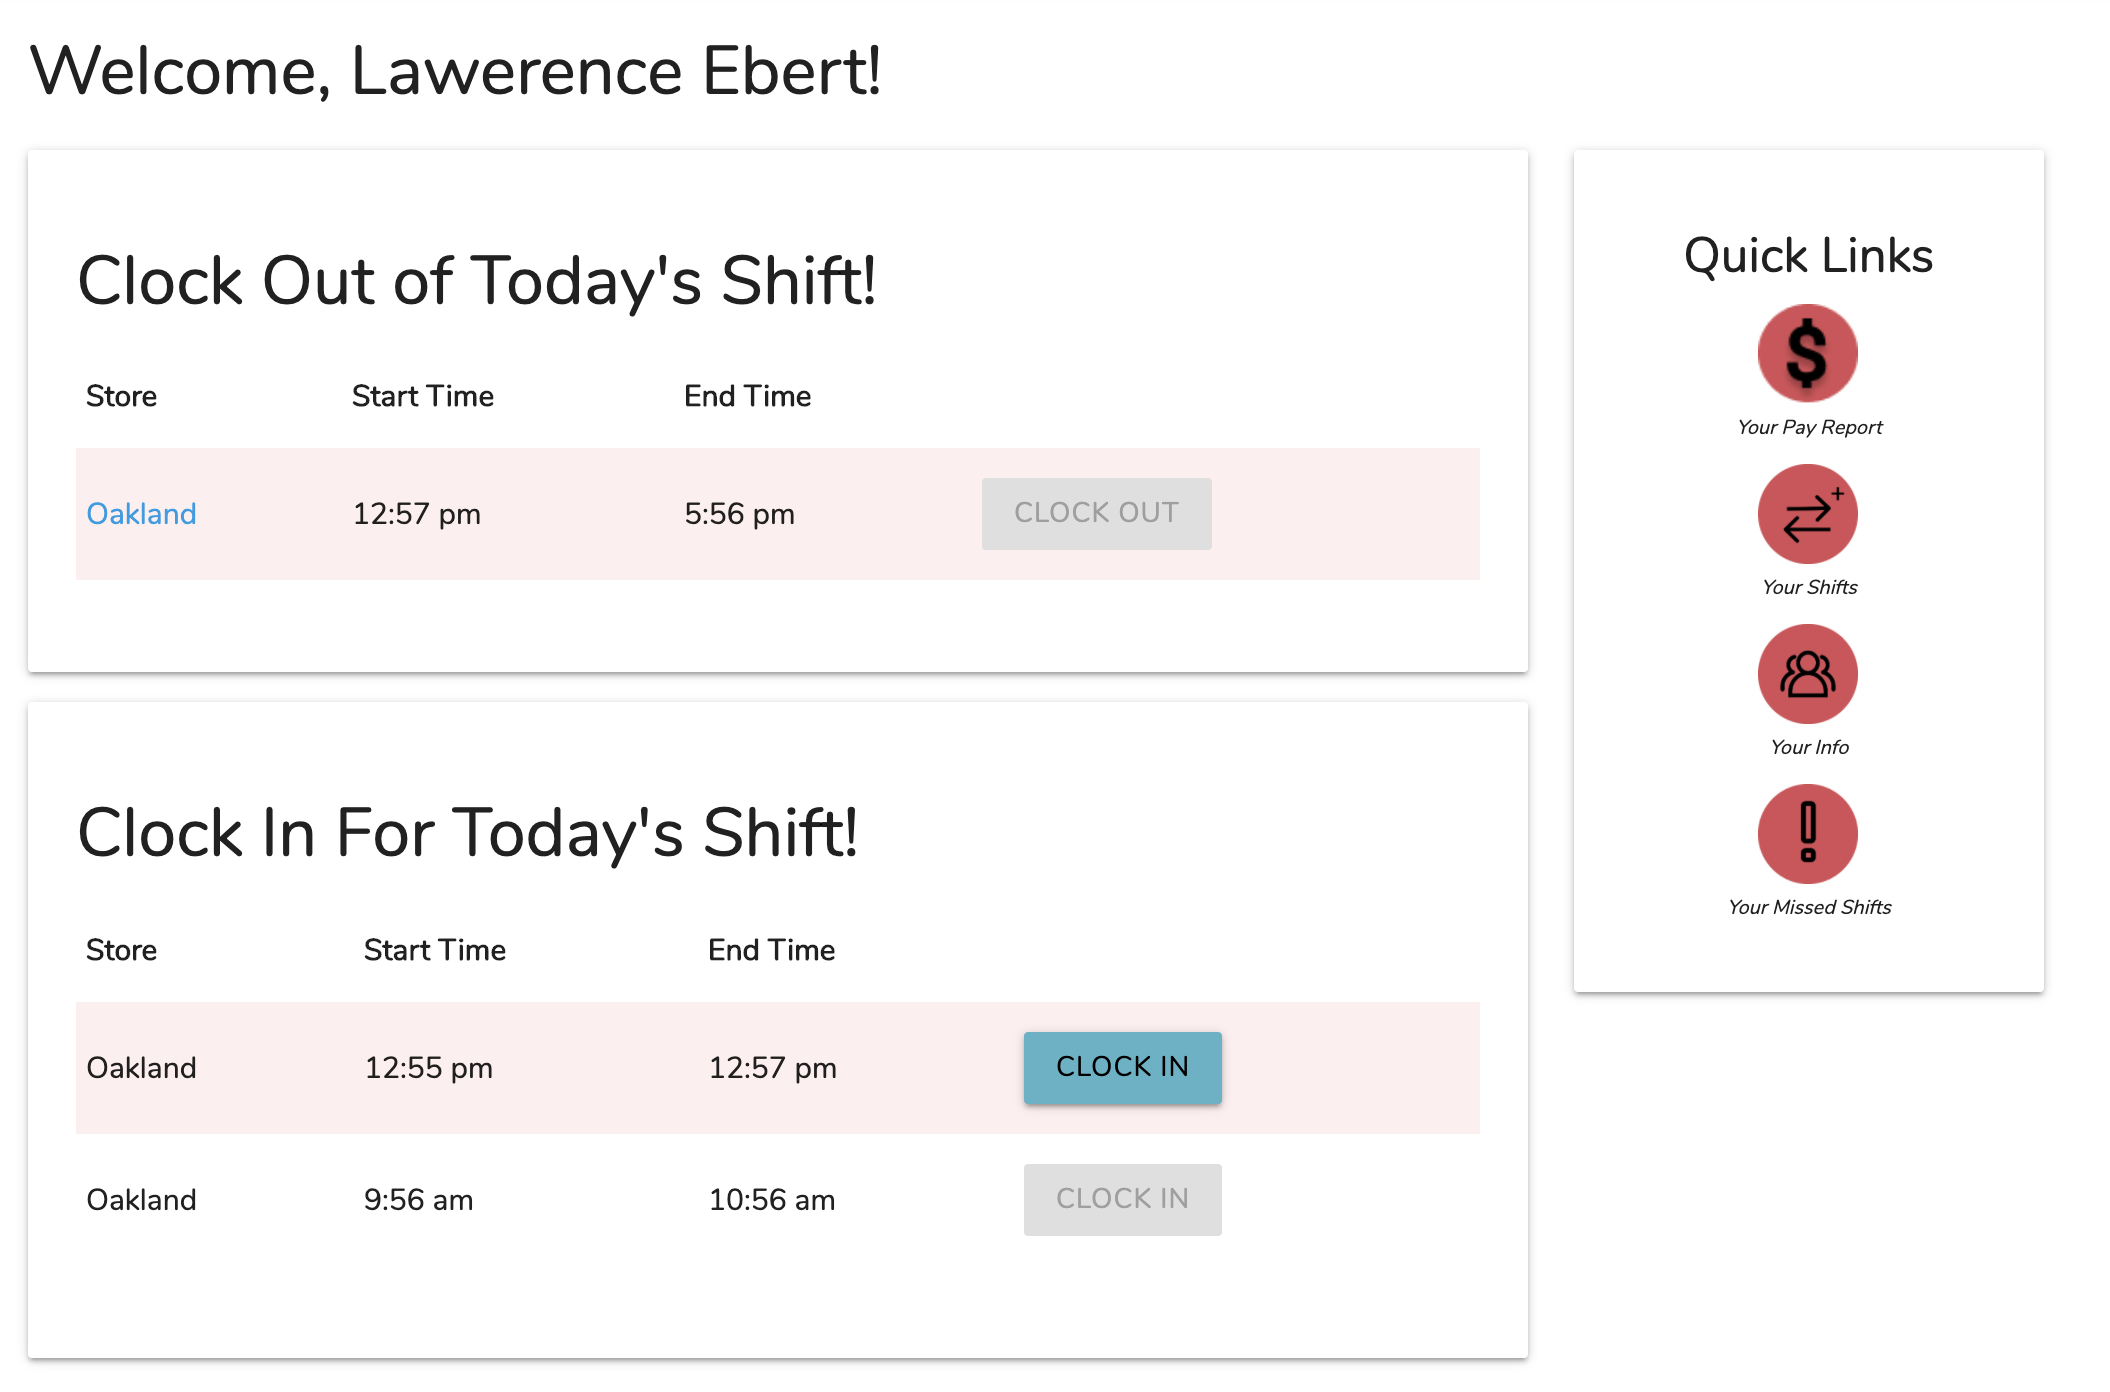 Welcome, Lawerence Ebert!
Clock Out of Today's Shift!
Store Start Time End Time
Oakland 12:57 pm 5:56 pm CLOCK OUT
Clock In For Today's Shift!
Store Start Time End Time
Oakland 12:55 pm 12:57 pm CLOCK IN
Oakland 9:56 am 10:56 am CLOCK IN
Quick Links
$
Your Pay Report
Your Shifts
Your Info
Your Missed Shifts